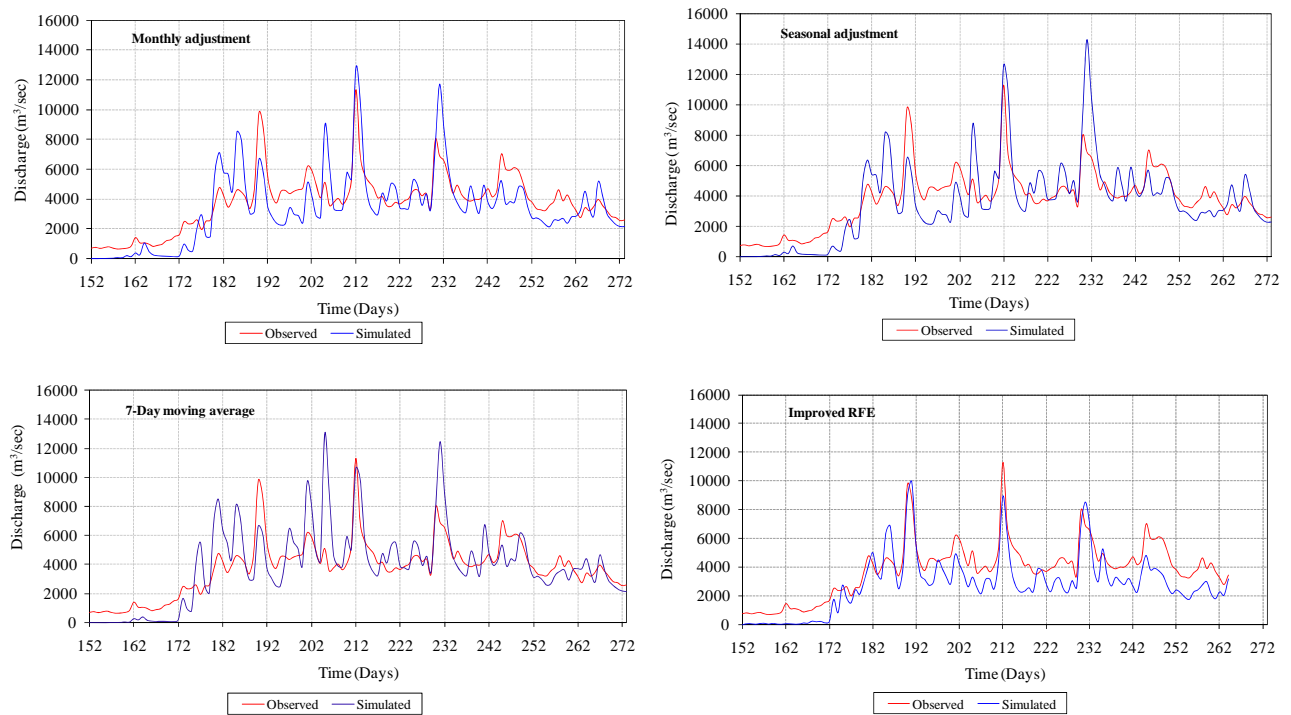 Monthly adjustment
16000
14000
12000
10000
8000
6000
4000
2000
0
Discharge (m³/sec)
152 162 172 182 192 202 212 222 232 242 252 262 272
Time (Days)
Observed Simulated
Seasonal adjustment
16000
14000
12000
10000
8000
6000
4000
2000
0
Discharge (m³/sec)
152 162 172 182 192 202 212 222 232 242 252 262 272
Time (Days)
Observed Simulated
7-Day moving average
16000
14000
12000
10000
8000
6000
4000
2000
0
Discharge (m³/sec)
152 162 172 182 192 202 212 222 232 242 252 262 272
Time (Days)
Observed Simulated
Improved RFE
16000
14000
12000
10000
8000
6000
4000
2000
0
Discharge (m³/sec)
152 162 172 182 192 202 212 222 232 242 252 262 272
Time (Days)
Observed Simulated